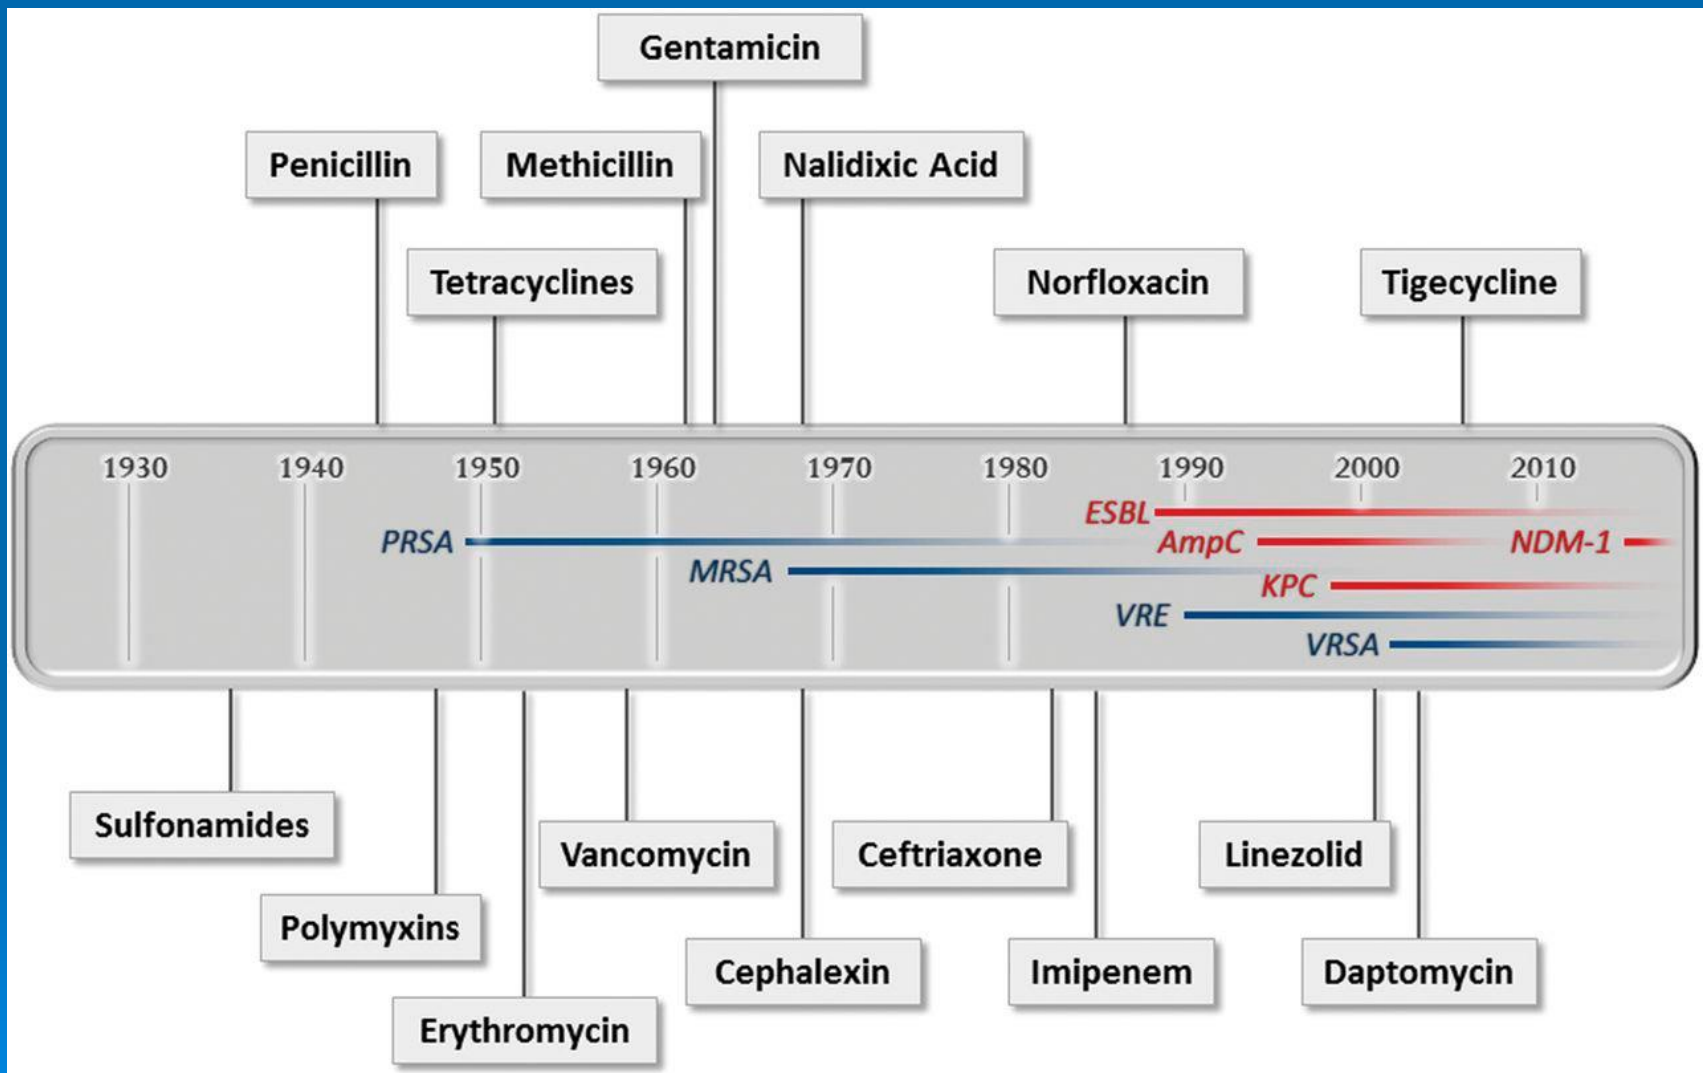 Gentamicin
Penicillin
Methicillin
Nalidixic Acid
Tetracyclines
Norfloxacin
Tigecycline
1930 1940 1950 1960 1970 1980 1990 2000 2010
ESBL
PRSA AmpC NDM-1
MRSA
KPC
VRE
VRSA
Sulfonamides
Vancomycin
Ceftriaxone
Linezolid
Polymyxins
Cephalexin
Imipenem
Daptomycin
Erythromycin